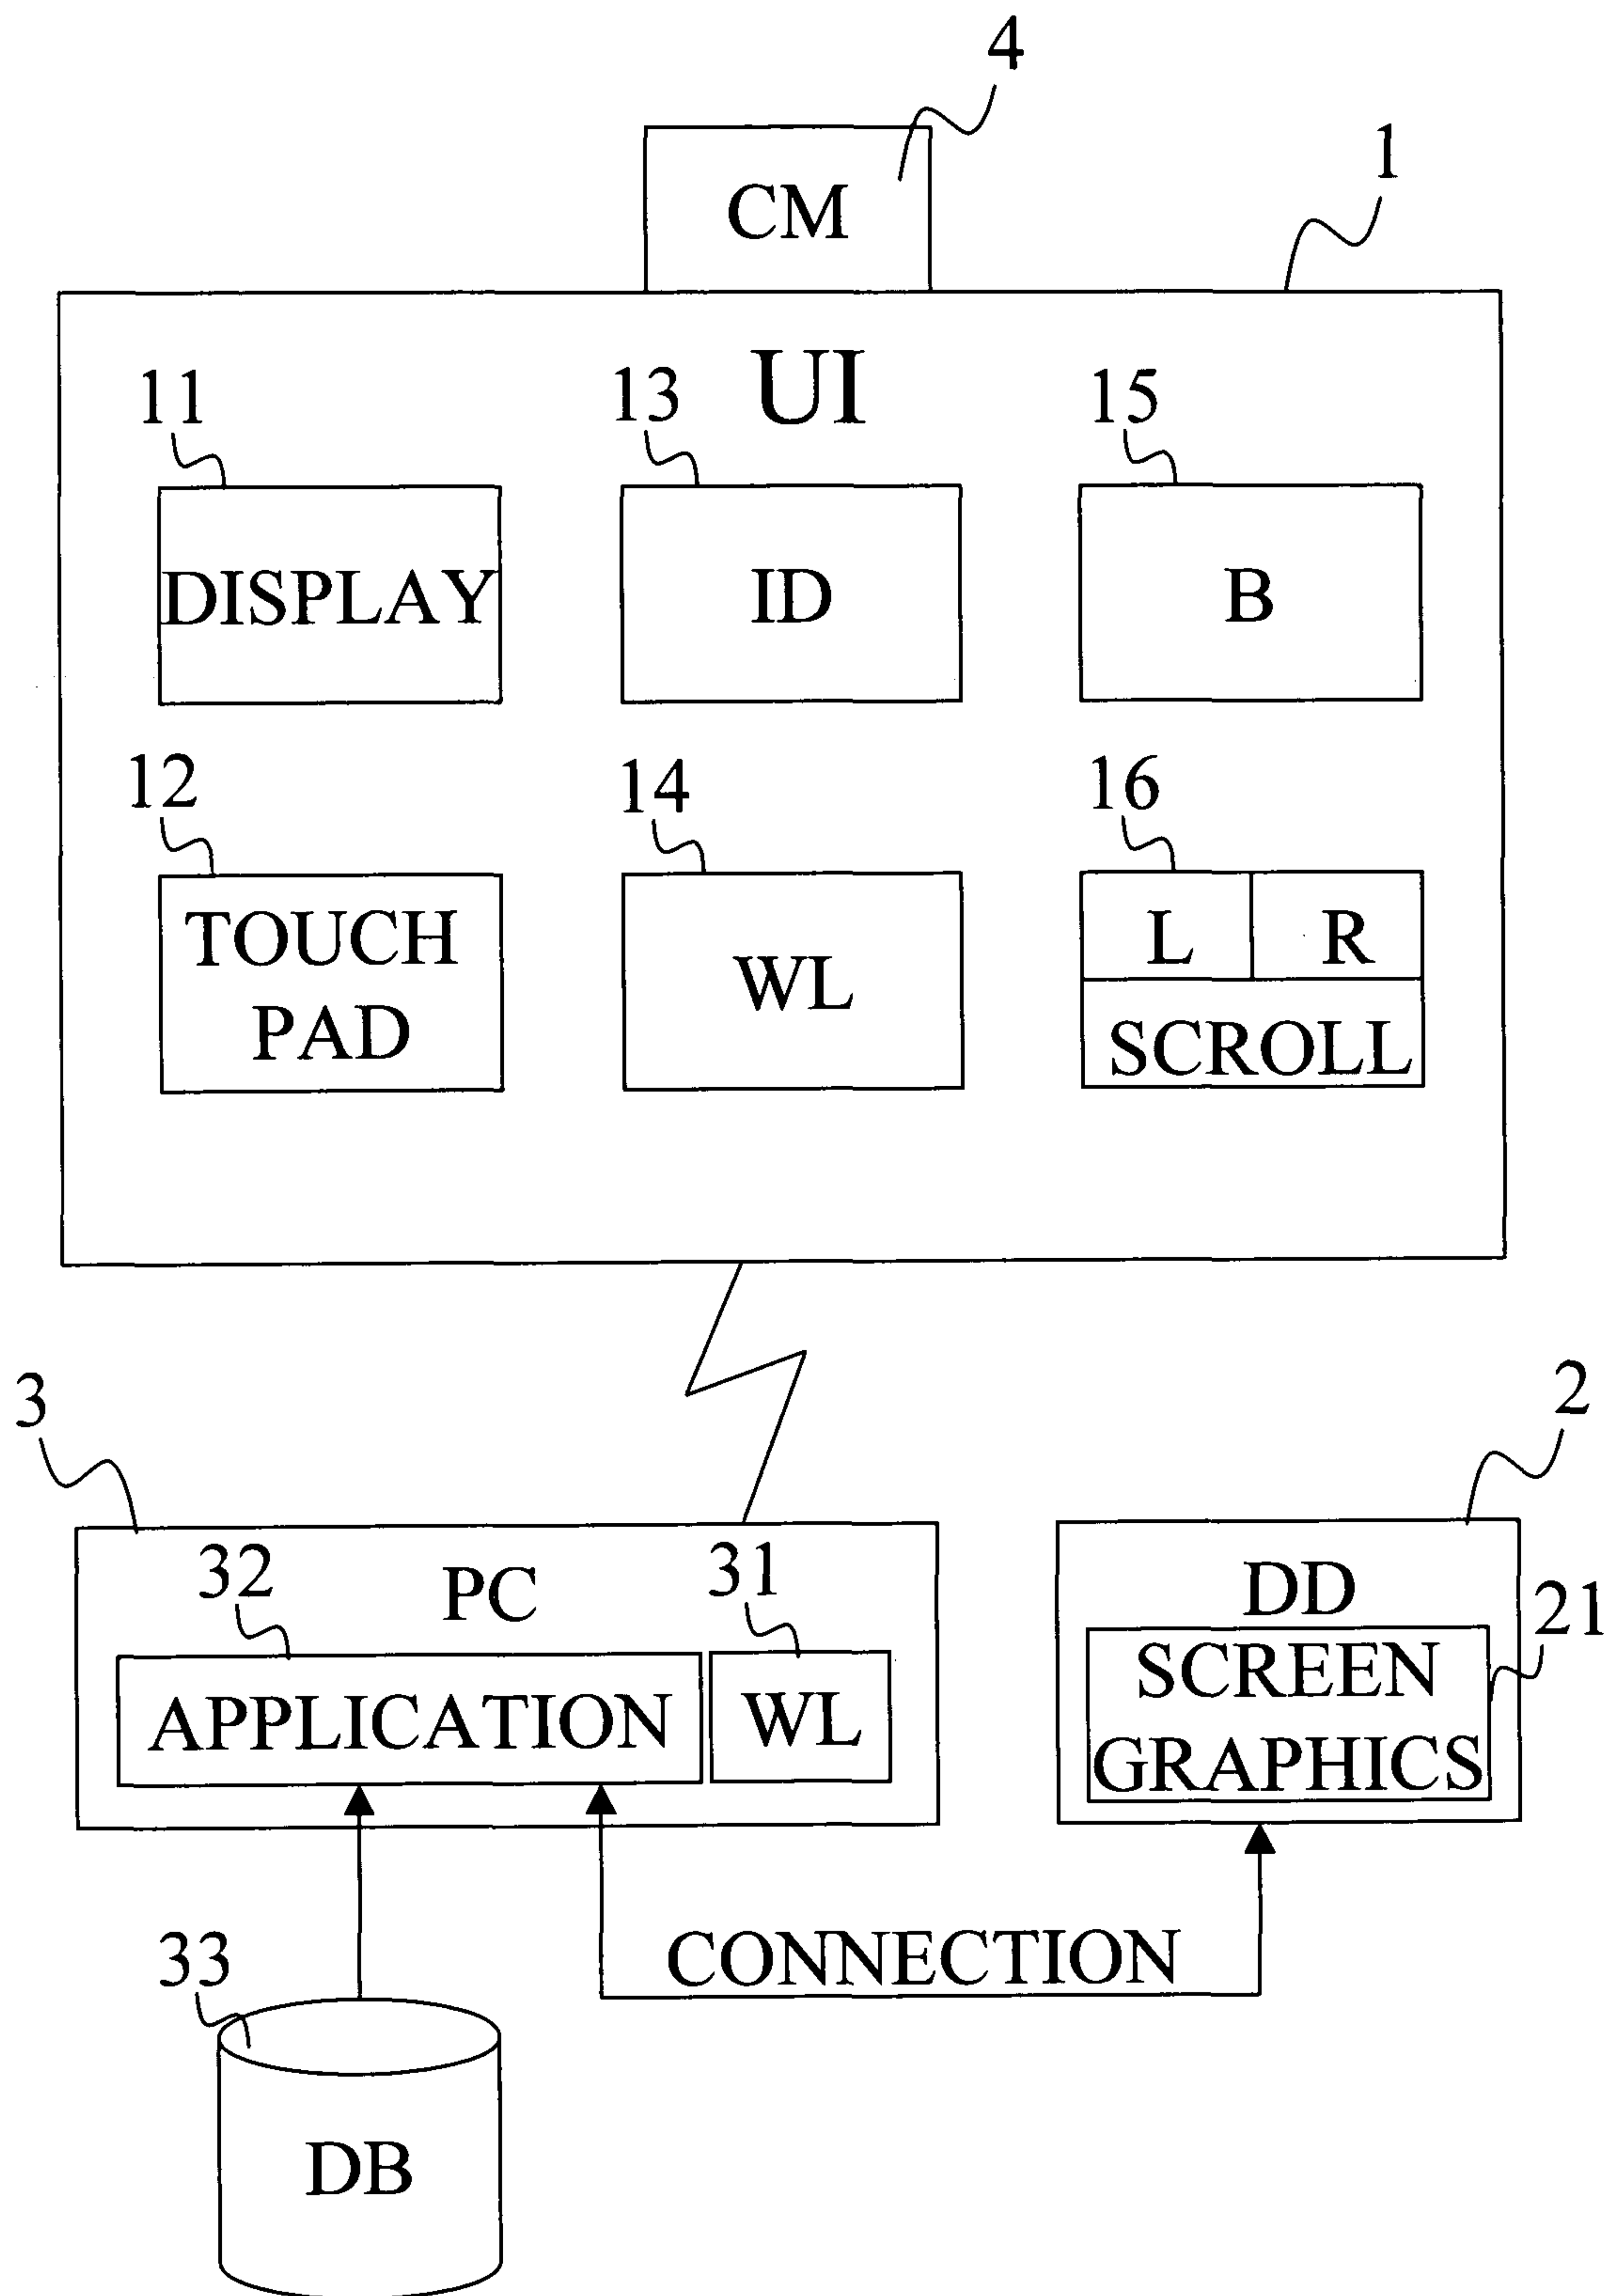 4
CM
1
UI
11
13
15
DISPLAY
ID
B
12
14
16
TOUCH
PAD
WL
L
R
SCROLL
3
2
PC
32
31
APPLICATION
WL
DD
21
SCREEN
GRAPHICS
CONNECTION
33
DB